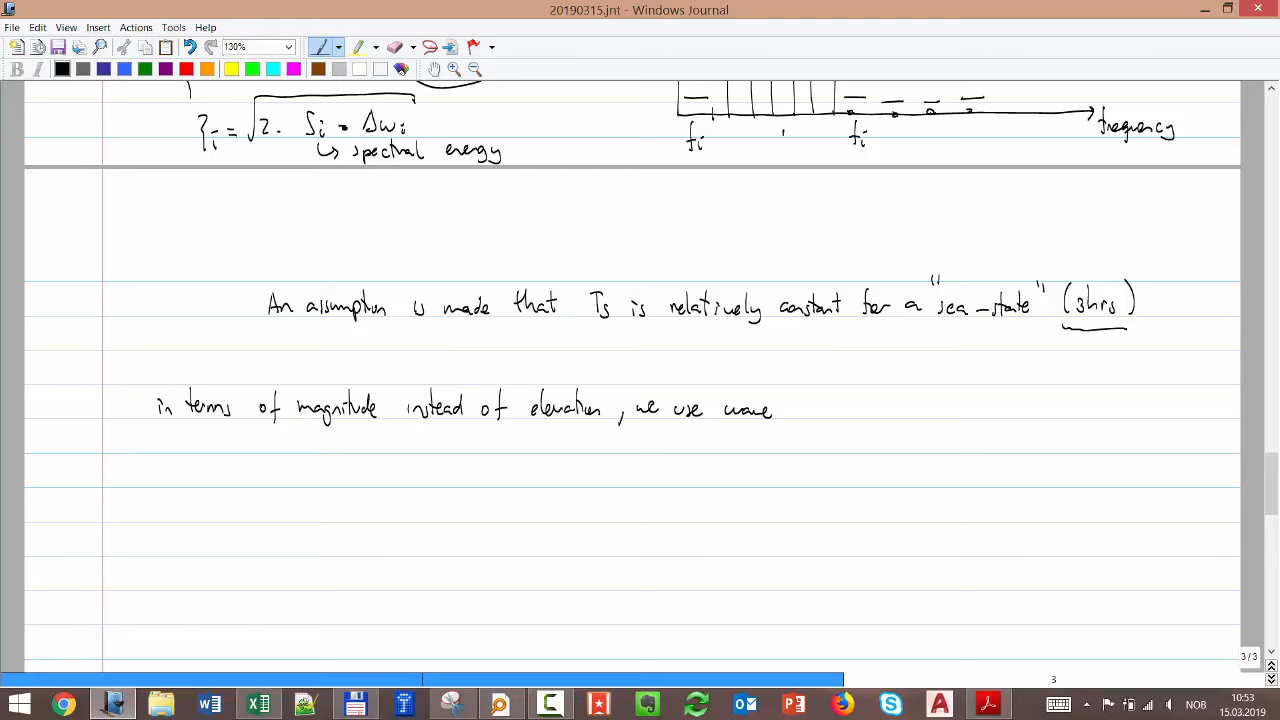 20190315.jnt - Windows Journal
File Edit View Insert Actions Tools Help
130%
ζi = √2 · Si · Δωi
↳ spectral energy
fi fi frequency
An assumption is made that Ts is relatively constant for a "sea-state" (3hrs)
in terms of magnitude instead of elevation, we use wave
3/3
3
NOB
10:53
15.03.2019